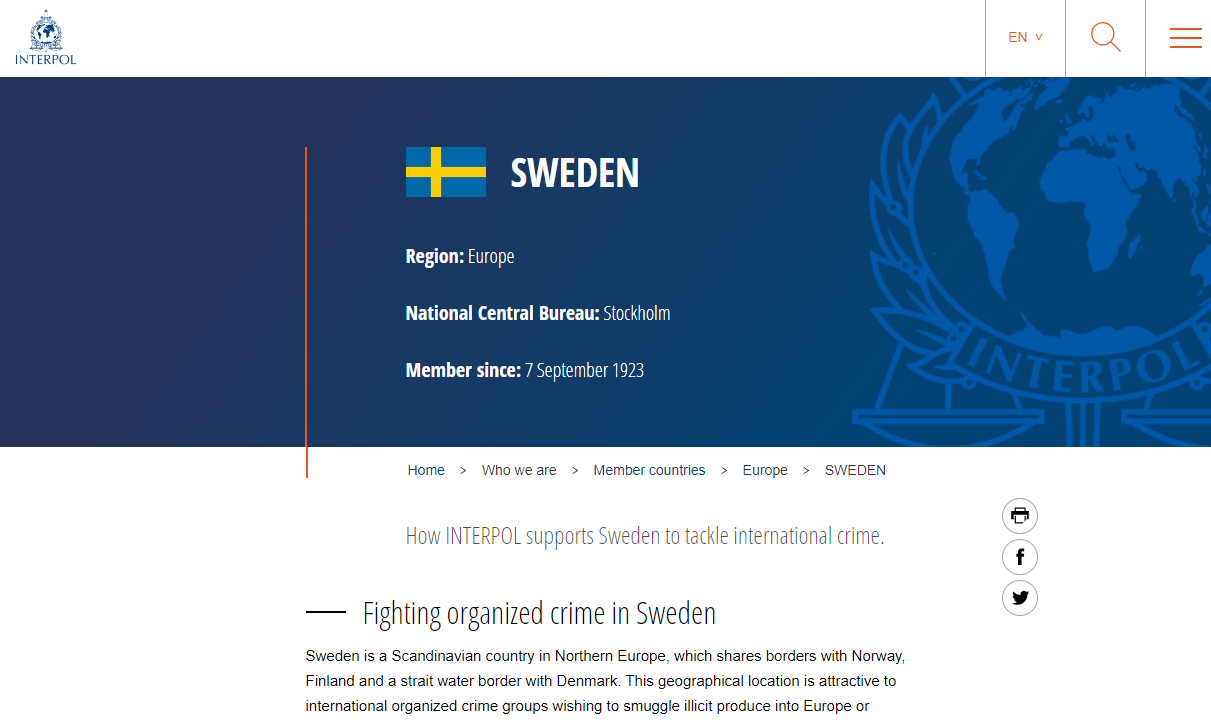 INTERPOL
EN
SWEDEN
Region: Europe
National Central Bureau: Stockholm
Member since: 7 September 1923
INTERPOL
Home > Who we are > Member countries > Europe > SWEDEN
How INTERPOL supports Sweden to tackle international crime.
Fighting organized crime in Sweden
Sweden is a Scandinavian country in Northern Europe, which shares borders with Norway,
Finland and a strait water border with Denmark. This geographical location is attractive to
international organized crime groups wishing to smuggle illicit produce into Europe or